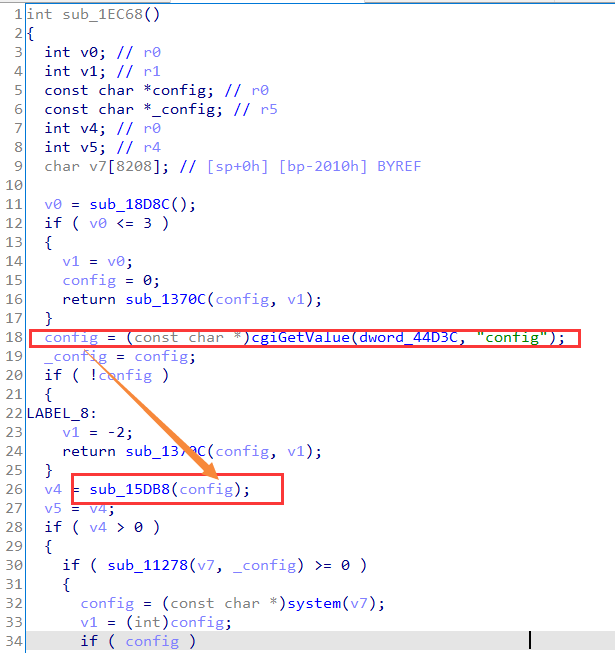 1 int sub_1EC68()
2 {
3 int v0; // r0
4 int v1; // r1
5 const char *config; // r0
6 const char *_config; // r5
7 int v4; // r0
8 int v5; // r4
9 char v7[8208]; // [sp+0h] [bp-2010h] BYREF
10
11 v0 = sub_18D8C();
12 if ( v0 <= 3 )
13 {
14 v1 = v0;
15 config = 0;
16 return sub_1370C(config, v1);
17 }
18 config = (const char *)cgiGetValue(dword_44D3C, "config");
19 _config = config;
20 if ( !config )
21 {
22 LABEL_8:
23 v1 = -2;
24 return sub_1370C(config, v1);
25 }
26 v4 = sub_15DB8(config);
27 v5 = v4;
28 if ( v4 > 0 )
29 {
30 if ( sub_11278(v7, _config) >= 0 )
31 {
32 config = (const char *)system(v7);
33 v1 = (int)config;
34 if ( config )